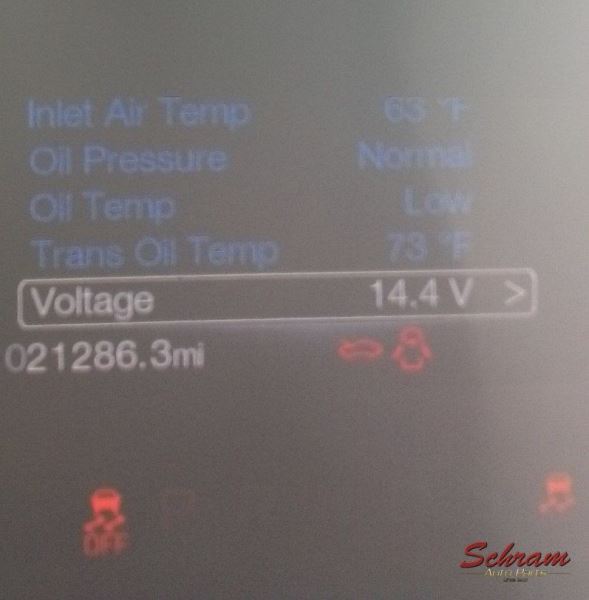 Inlet Air Temp 63 °F
Oil Pressure Normal
Oil Temp Low
Trans Oil Temp 73 °F
Voltage 14.4 V >
021286.3mi
OFF
Schram
Auto Parts